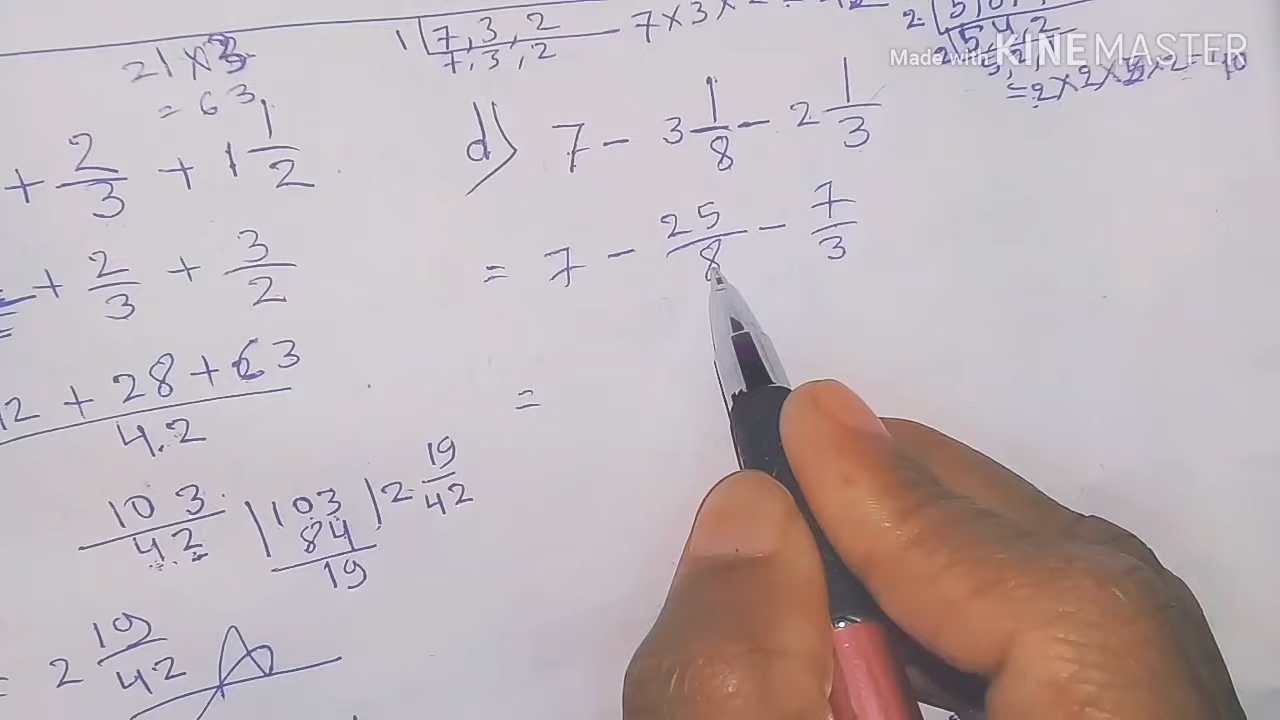 21 × 3
= 63
+ 2/3 + 1 1/2
+ 2/3 + 3/2
12 + 28 + 63 / 42
103/42 | 103 | 2 19/42
84
19
= 2 19/42
1 | 7, 3, 2
7, 3, 2
7 × 3 ×
d) 7 - 3 1/8 - 2 1/3
= 7 - 25/8 - 7/3
=
2
Made with KINEMASTER